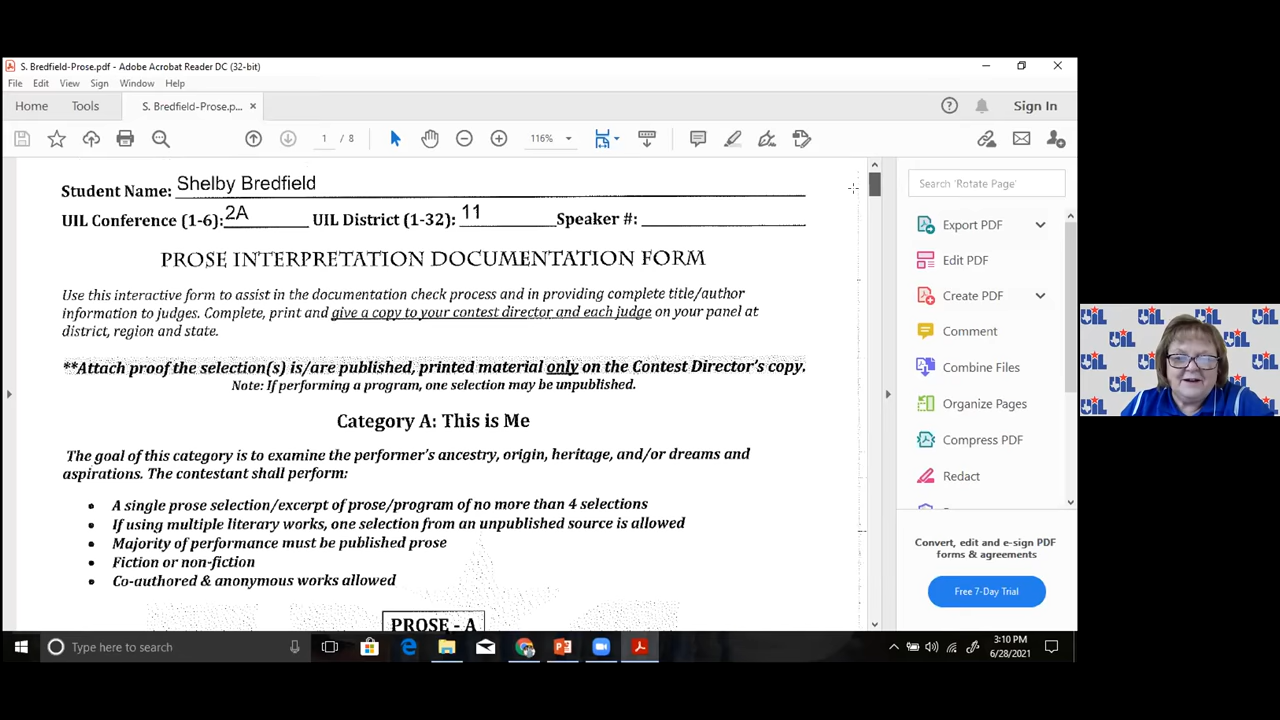 S. Bredfield-Prose.pdf - Adobe Acrobat Reader DC (32-bit)
File Edit View Sign Window Help
Home Tools S. Bredfield-Prose.p... × Sign In
1 / 8 116%
Student Name: Shelby Bredfield
UIL Conference (1-6): 2A UIL District (1-32): 11 Speaker #:
PROSE INTERPRETATION DOCUMENTATION FORM
Use this interactive form to assist in the documentation check process and in providing complete title/author
information to judges. Complete, print and give a copy to your contest director and each judge on your panel at
district, region and state.
**Attach proof the selection(s) is/are published, printed material only on the Contest Director's copy.
Note: If performing a program, one selection may be unpublished.
Category A: This is Me
The goal of this category is to examine the performer's ancestry, origin, heritage, and/or dreams and
aspirations. The contestant shall perform:
• A single prose selection/excerpt of prose/program of no more than 4 selections
• If using multiple literary works, one selection from an unpublished source is allowed
• Majority of performance must be published prose
• Fiction or non-fiction
• Co-authored & anonymous works allowed
PROSE - A
Search 'Rotate Page'
Export PDF
Edit PDF
Create PDF
Comment
Combine Files
Organize Pages
Compress PDF
Redact
Convert, edit and e-sign PDF
forms & agreements
Free 7-Day Trial
UIL UIL UIL UIL
Type here to search
3:10 PM
6/28/2021